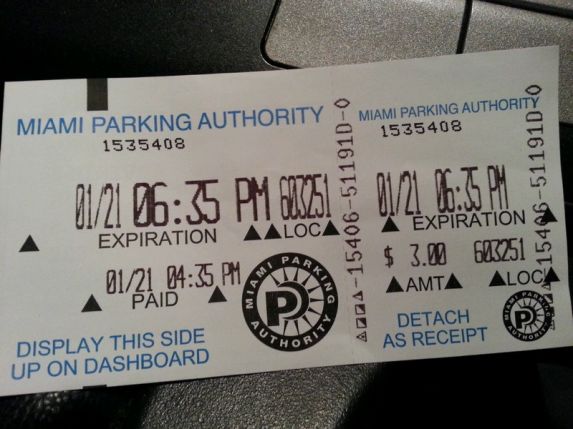 MIAMI PARKING AUTHORITY
1535408
01/21 06:35 PM 603251
▲ EXPIRATION ▲▲LOC▲
01/21 04:35 PM
▲ PAID ▲
MIAMI PARKING AUTHORITY
P
DISPLAY THIS SIDE
UP ON DASHBOARD
15406-51191D-0
MIAMI PARKING AUTHORITY
1535408
01/21 06:35 PM
▲ EXPIRATION ▲
$ 3.00 603251
▲AMT▲ ▲LOC▲
MIAMI PARKING AUTHORITY
P
DETACH
AS RECEIPT
15406-51191D-0